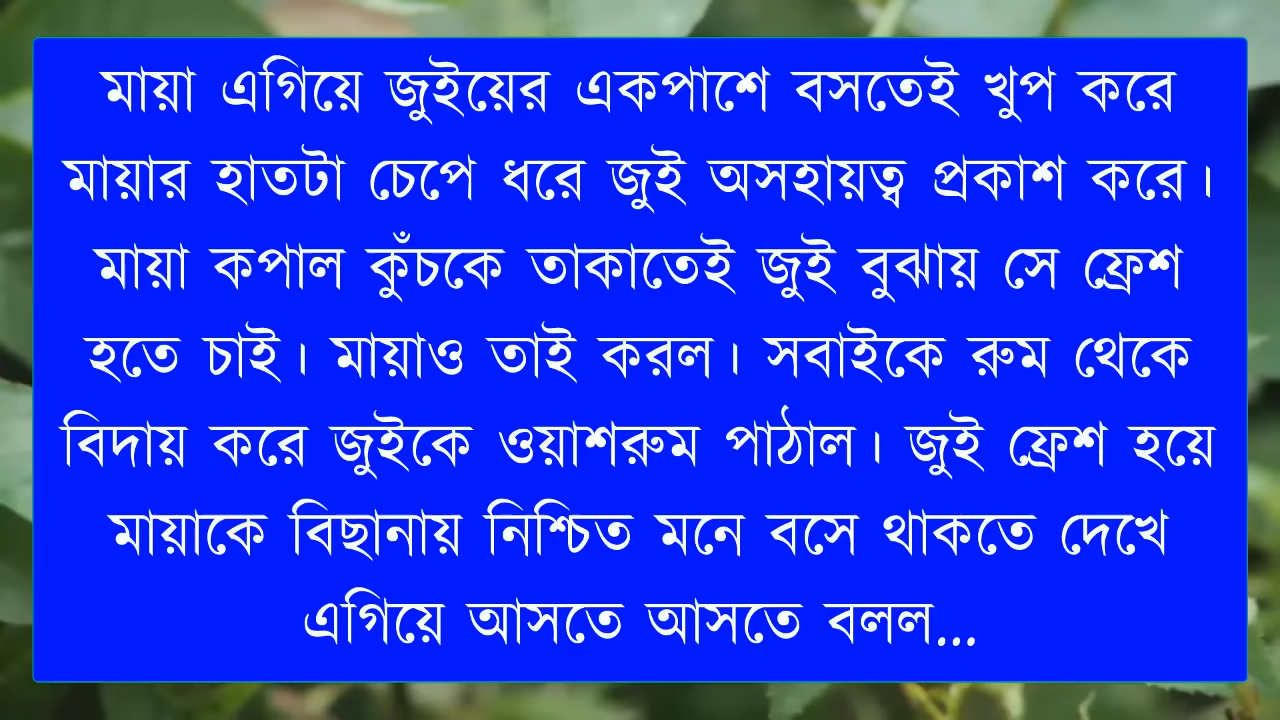 মায়া এগিয়ে জুইয়ের একপাশে বসতেই খুপ করে
মায়ার হাতটা চেপে ধরে জুই অসহায়ত্ব প্রকাশ করে।
মায়া কপাল কুঁচকে তাকাতেই জুই বুঝায় সে ফ্রেশ
হতে চাই। মায়াও তাই করল। সবাইকে রুম থেকে
বিদায় করে জুইকে ওয়াশরুম পাঠাল। জুই ফ্রেশ হয়ে
মায়াকে বিছানায় নিশ্চিত মনে বসে থাকতে দেখে
এগিয়ে আসতে আসতে বলল...